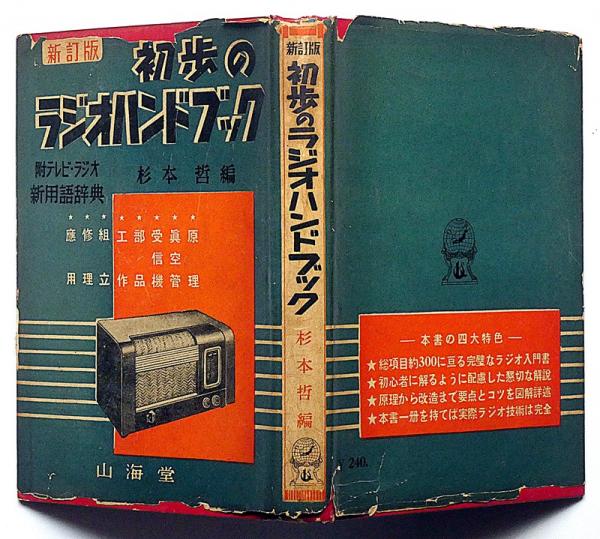 新訂版
初歩の
ラジオハンドブック
附テレビ・ラジオ
新用語辞典
杉本 哲編
★ ★ ★ ★ ★ ★ ★ ★
應修組工部受眞原
信空
用理立作品機管理
山海堂
新訂版
初歩のラジオハンドブック
杉本哲編
― 本書の四大特色 ―
★総項目約300に亘る完璧なラジオ入門書
★初心者に解るように配慮した懇切な解説
★原理から改造まで要点とコツを図解詳述
★本書一册を持てば実際ラジオ技術は完全
¥ 240.